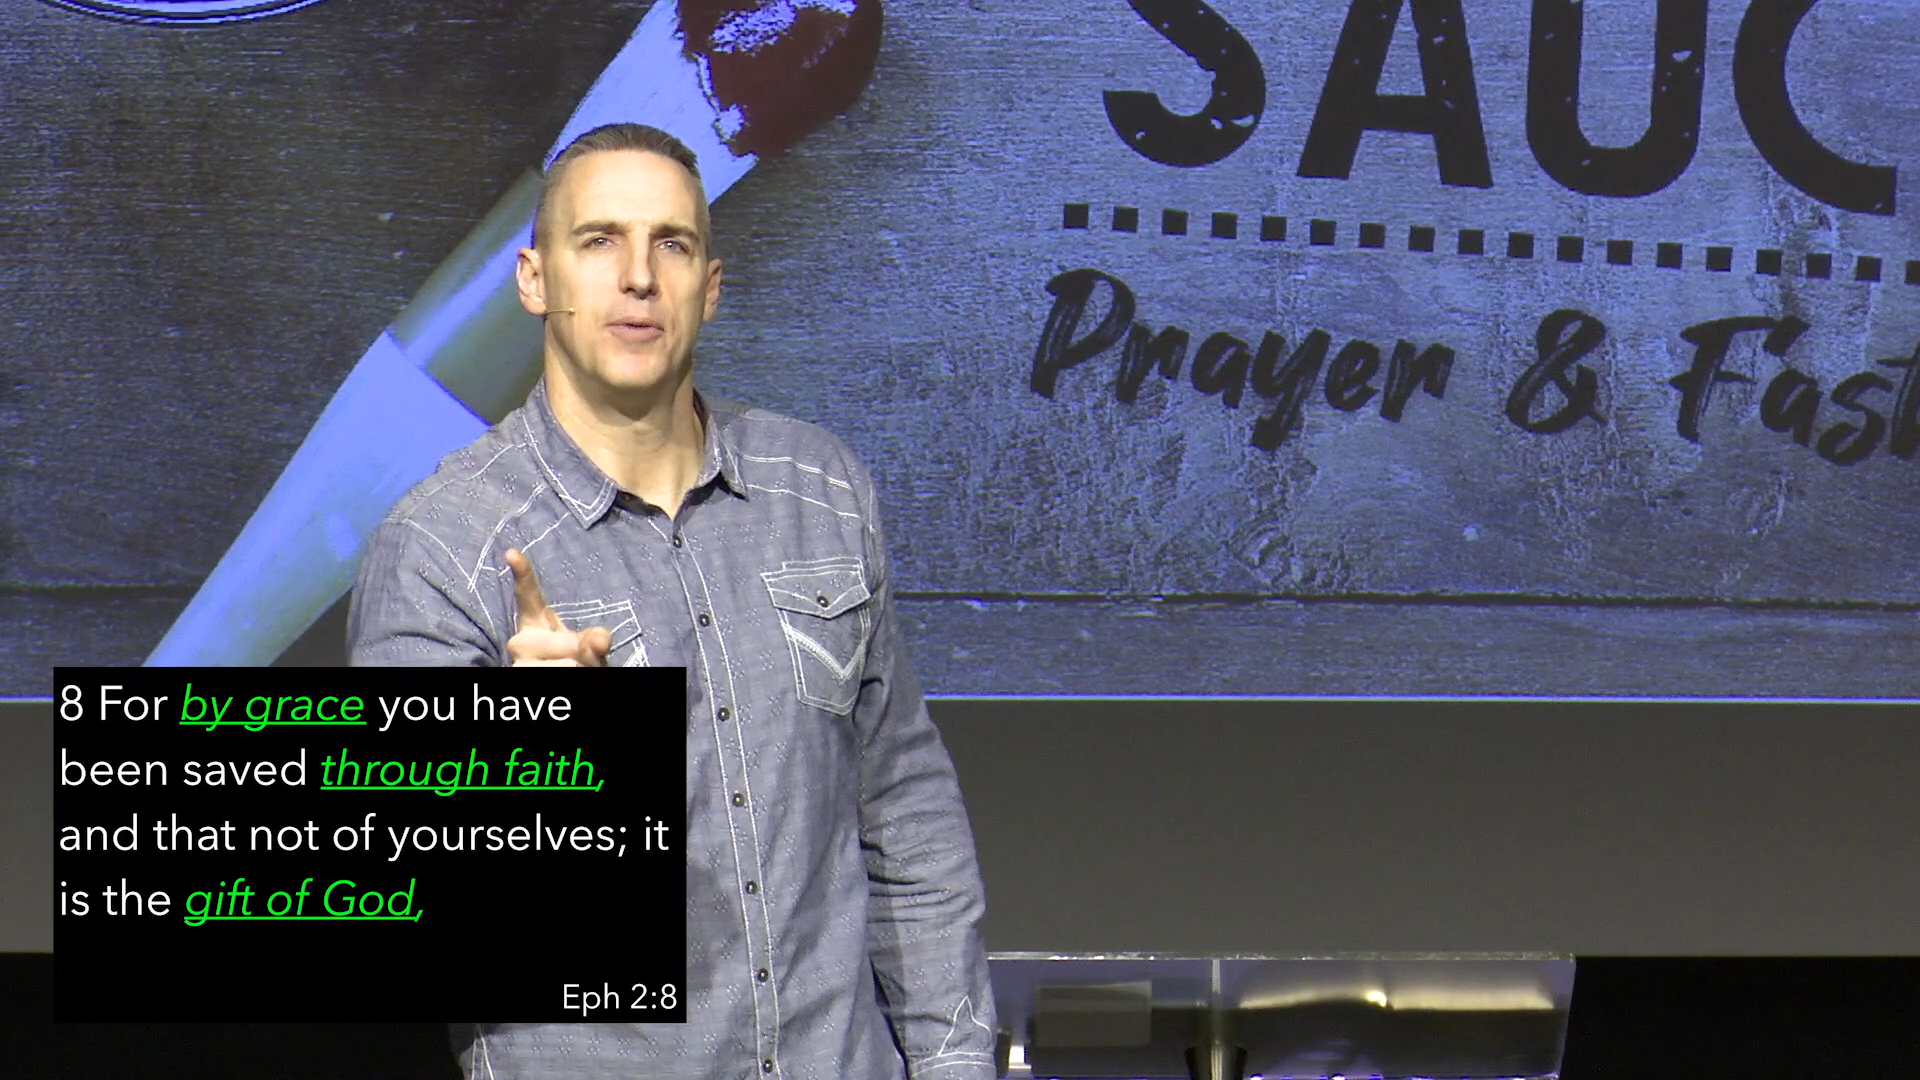 SAUC
Prayer & Fast
8 For by grace you have
been saved through faith,
and that not of yourselves; it
is the gift of God,
Eph 2:8